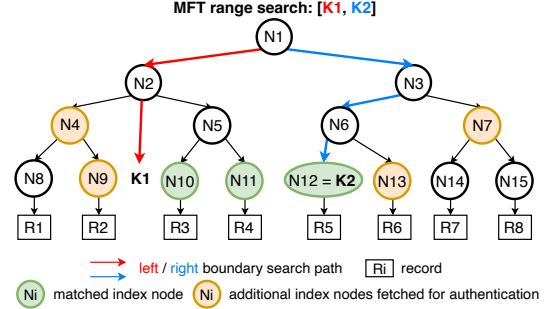 MFT range search: [K1, K2]
N1
N2
N3
N4
N5
N6
N7
N8
N9
K1
N10
N11
N12 = K2
N13
N14
N15
R1
R2
R3
R4
R5
R6
R7
R8
left / right boundary search path
Ri
record
Ni
matched index node
Ni
additional index nodes fetched for authentication